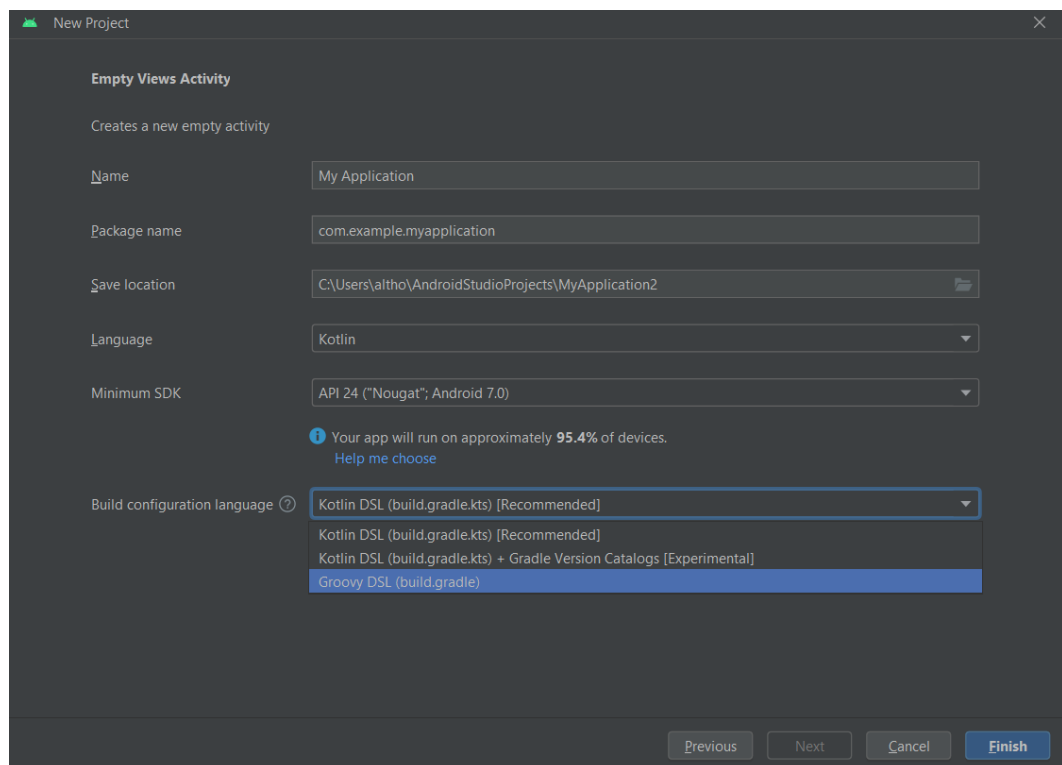 New Project
Empty Views Activity
Creates a new empty activity
Name My Application
Package name com.example.myapplication
Save location C:\Users\altho\AndroidStudioProjects\MyApplication2
Language Kotlin
Minimum SDK API 24 ("Nougat"; Android 7.0)
Your app will run on approximately 95.4% of devices.
Help me choose
Build configuration language ? Kotlin DSL (build.gradle.kts) [Recommended]
Kotlin DSL (build.gradle.kts) [Recommended]
Kotlin DSL (build.gradle.kts) + Gradle Version Catalogs [Experimental]
Groovy DSL (build.gradle)
Previous Next Cancel Finish